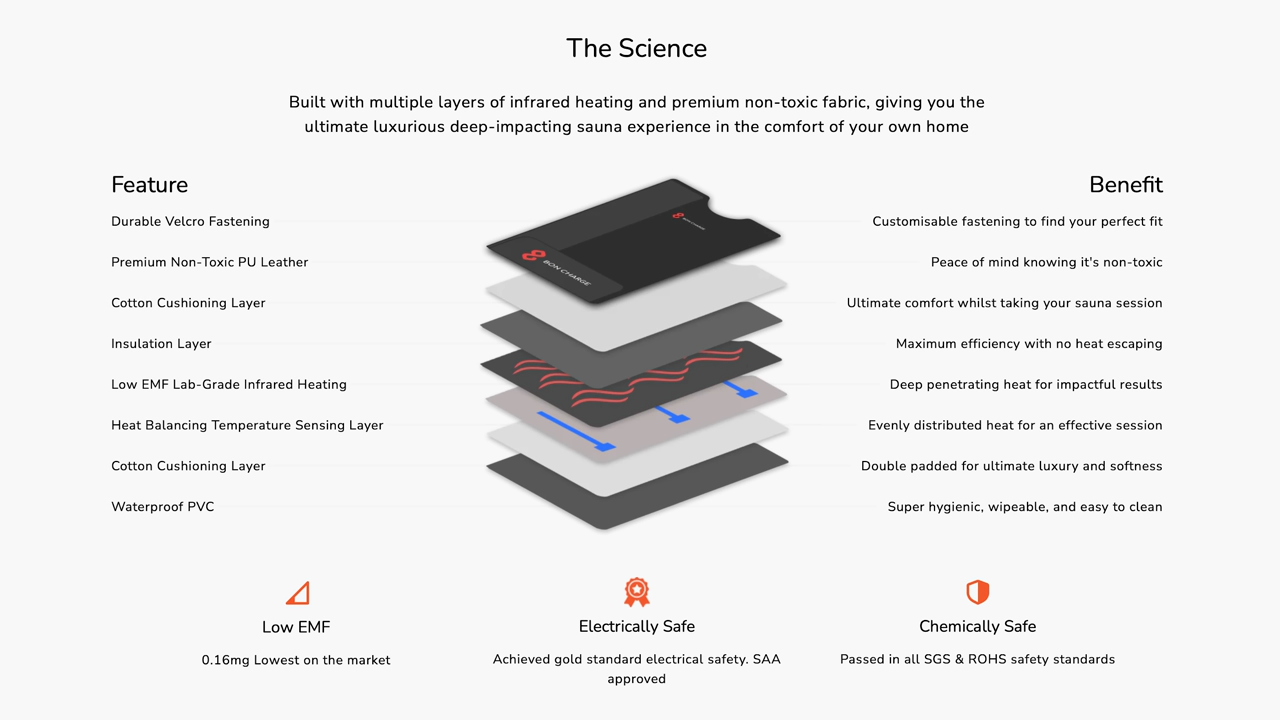 The Science
Built with multiple layers of infrared heating and premium non-toxic fabric, giving you the
ultimate luxurious deep-impacting sauna experience in the comfort of your own home
Feature
Benefit
Durable Velcro Fastening
Customisable fastening to find your perfect fit
Premium Non-Toxic PU Leather
Peace of mind knowing it's non-toxic
Cotton Cushioning Layer
Ultimate comfort whilst taking your sauna session
Insulation Layer
Maximum efficiency with no heat escaping
Low EMF Lab-Grade Infrared Heating
Deep penetrating heat for impactful results
Heat Balancing Temperature Sensing Layer
Evenly distributed heat for an effective session
Cotton Cushioning Layer
Double padded for ultimate luxury and softness
Waterproof PVC
Super hygienic, wipeable, and easy to clean
BON CHARGE
BON CHARGE
Low EMF
0.16mg Lowest on the market
Electrically Safe
Achieved gold standard electrical safety. SAA
approved
Chemically Safe
Passed in all SGS & ROHS safety standards